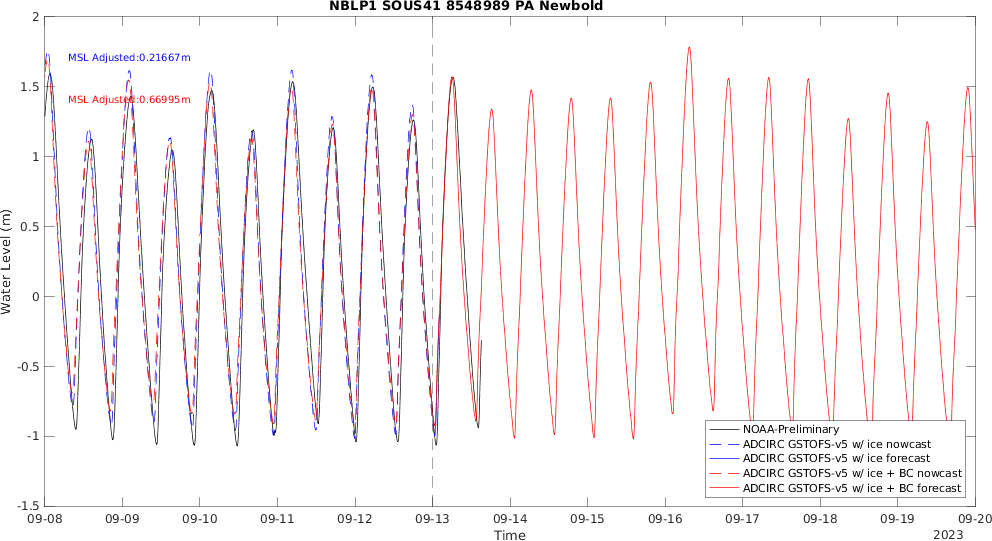 NBLP1 SOUS41 8548989 PA Newbold
MSL Adjusted:0.21667m
MSL Adjusted:0.66995m
Water Level (m)
2
1.5
1
0.5
0
-0.5
-1
-1.5
NOAA-Preliminary
ADCIRC GSTOFS-v5 w/ ice nowcast
ADCIRC GSTOFS-v5 w/ ice forecast
ADCIRC GSTOFS-v5 w/ ice + BC nowcast
ADCIRC GSTOFS-v5 w/ ice + BC forecast
09-08 09-09 09-10 09-11 09-12 09-13 09-14 09-15 09-16 09-17 09-18 09-19 09-20
Time
2023